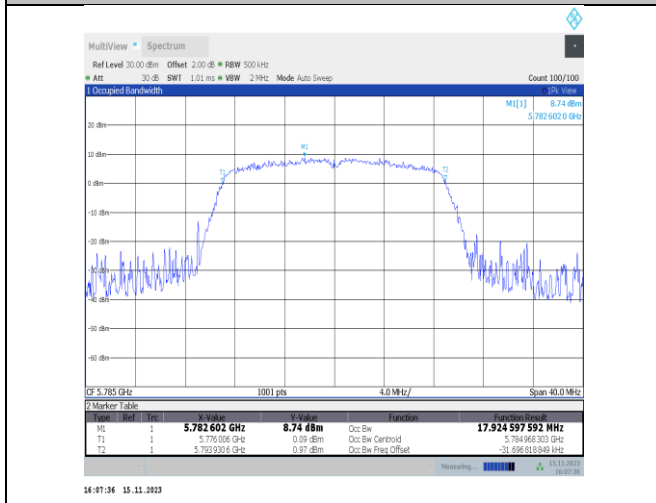 MultiView Spectrum
Ref Level 30.00 dBm Offset 2.00 dB RBW 500 kHz
Att 30 dB SWT 1.01 ms VBW 2 MHz Mode Auto Sweep Count 100/100
1 Occupied Bandwidth 1Pk View
M1[1] 8.74 dBm
5.782 602 0 GHz
20 dBm
M1
10 dBm
T1 T2
0 dBm
-10 dBm
-20 dBm
-30 dBm
-40 dBm
-50 dBm
-60 dBm
CF 5.785 GHz 1001 pts 4.0 MHz/ Span 40.0 MHz
2 Marker Table
Type Ref Trc X-Value Y-Value Function Function Result
M1 1 5.782 602 GHz 8.74 dBm Occ Bw 17.924 597 592 MHz
T1 1 5.776 006 GHz 0.09 dBm Occ Bw Centroid 5.784 968 303 GHz
T2 1 5.793 930 6 GHz 0.97 dBm Occ Bw Freq Offset -31.696 818 849 kHz
Measuring... 15.11.2023
16:07:36
16:07:36 15.11.2023